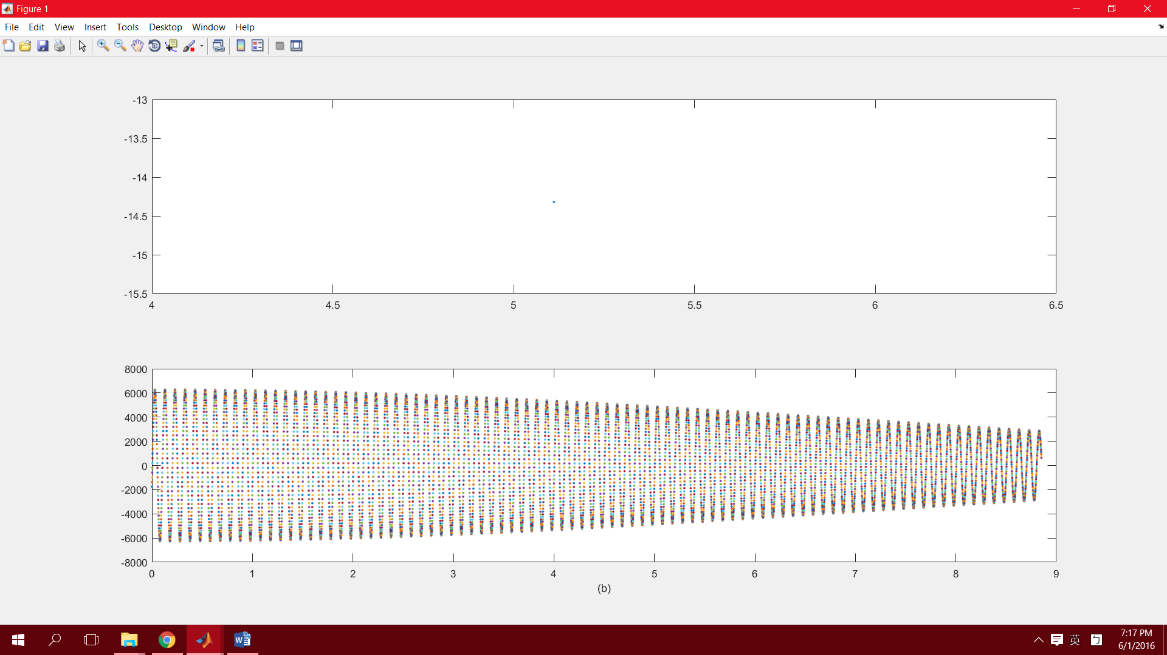 Figure 1
File Edit View Insert Tools Desktop Window Help
-13
-13.5
-14
-14.5
-15
-15.5
4 4.5 5 5.5 6 6.5
8000
6000
4000
2000
0
-2000
-4000
-6000
-8000
0 1 2 3 4 5 6 7 8 9
(b)
英
7:17 PM
6/1/2016